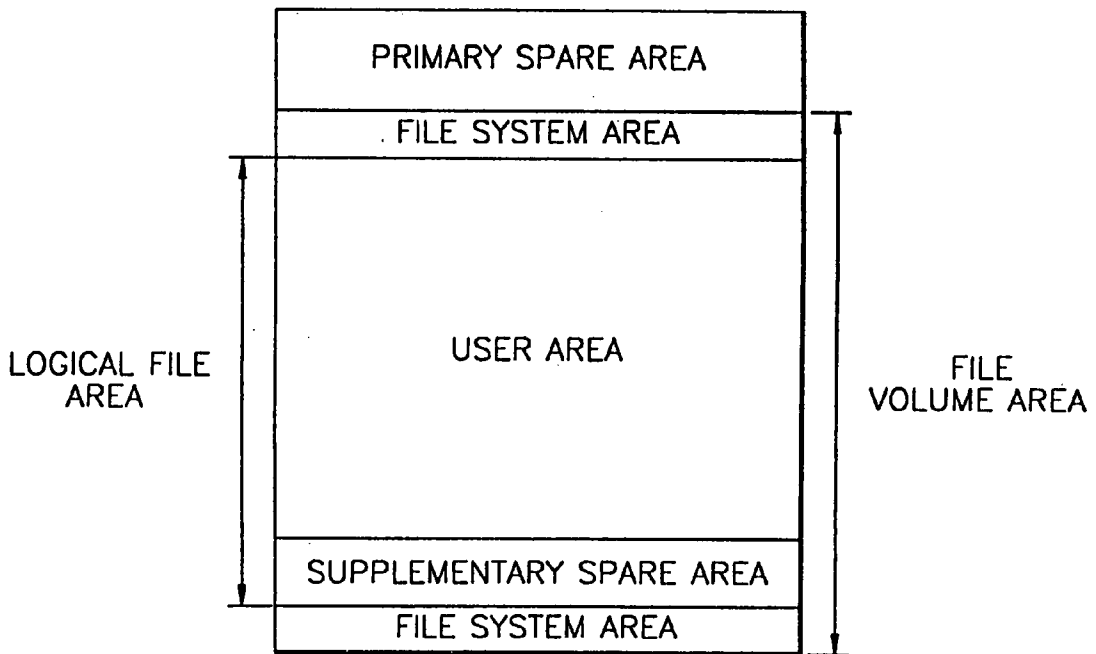 PRIMARY SPARE AREA
FILE SYSTEM AREA
USER AREA
LOGICAL FILE
AREA
FILE
VOLUME AREA
SUPPLEMENTARY SPARE AREA
FILE SYSTEM AREA